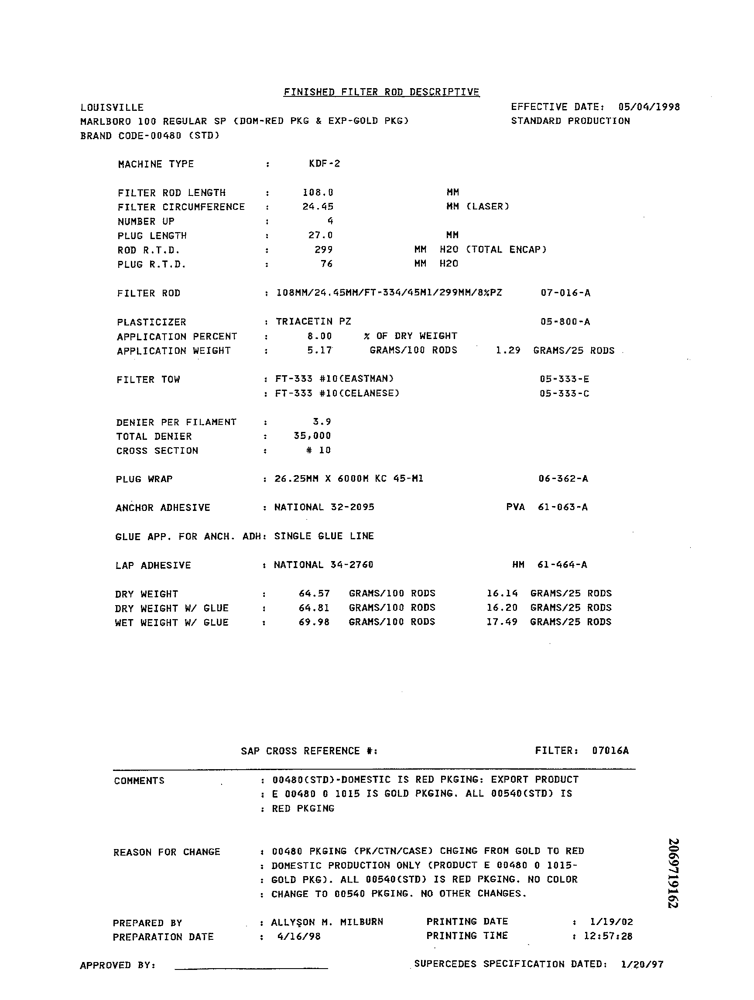 FINISHED FILTER ROD DESCRIPTIVE
LOUISVILLE EFFECTIVE DATE: 05/04/1998
MARLBORO 100 REGULAR SP (DOM-RED PKG & EXP-GOLD PKG) STANDARD PRODUCTION
BRAND CODE-00480 (STD)
MACHINE TYPE : KDF-2
FILTER ROD LENGTH : 108.0 MM
FILTER CIRCUMFERENCE : 24.45 MM (LASER)
NUMBER UP : 4
PLUG LENGTH : 27.0 MM
ROD R.T.D. : 299 MM H2O (TOTAL ENCAP)
PLUG R.T.D. : 76 MM H2O
FILTER ROD : 108MM/24.45MM/FT-334/45M1/299MM/8%PZ 07-016-A
PLASTICIZER : TRIACETIN PZ 05-800-A
APPLICATION PERCENT : 8.00 % OF DRY WEIGHT
APPLICATION WEIGHT : 5.17 GRAMS/100 RODS 1.29 GRAMS/25 RODS
FILTER TOW : FT-333 #10(EASTMAN) 05-333-E
: FT-333 #10(CELANESE) 05-333-C
DENIER PER FILAMENT : 3.9
TOTAL DENIER : 35,000
CROSS SECTION : # 10
PLUG WRAP : 26.25MM X 6000M KC 45-M1 06-362-A
ANCHOR ADHESIVE : NATIONAL 32-2095 PVA 61-063-A
GLUE APP. FOR ANCH. ADH: SINGLE GLUE LINE
LAP ADHESIVE : NATIONAL 34-2760 HM 61-464-A
DRY WEIGHT : 64.57 GRAMS/100 RODS 16.14 GRAMS/25 RODS
DRY WEIGHT W/ GLUE : 64.81 GRAMS/100 RODS 16.20 GRAMS/25 RODS
WET WEIGHT W/ GLUE : 69.98 GRAMS/100 RODS 17.49 GRAMS/25 RODS
SAP CROSS REFERENCE #: FILTER: 07016A
COMMENTS : 00480(STD)-DOMESTIC IS RED PKGING: EXPORT PRODUCT
: E 00480 0 1015 IS GOLD PKGING. ALL 00540(STD) IS
: RED PKGING
REASON FOR CHANGE : 00480 PKGING (PK/CTN/CASE) CHGING FROM GOLD TO RED
: DOMESTIC PRODUCTION ONLY (PRODUCT E 00480 0 1015-
: GOLD PKG). ALL 00540(STD) IS RED PKGING. NO COLOR
: CHANGE TO 00540 PKGING. NO OTHER CHANGES.
PREPARED BY : ALLYSON M. MILBURN PRINTING DATE : 1/19/02
PREPARATION DATE : 4/16/98 PRINTING TIME : 12:57:28
APPROVED BY: SUPERCEDES SPECIFICATION DATED: 1/20/97
2069719162